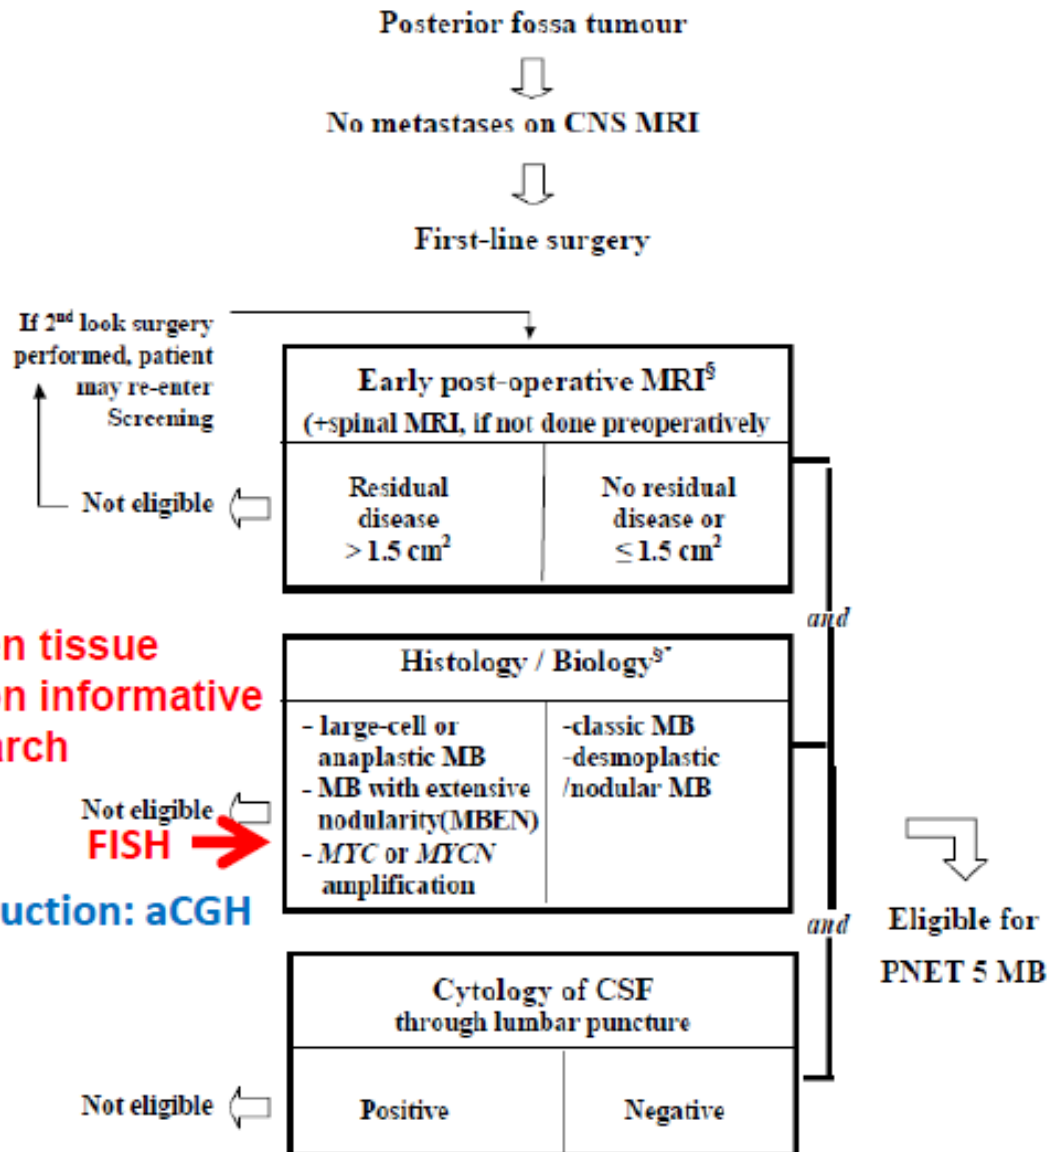 Posterior fossa tumour
No metastases on CNS MRI
First-line surgery
If 2nd look surgery
performed, patient
may re-enter
Screening
Early post-operative MRI§
(+spinal MRI, if not done preoperatively
Not eligible
Residual
disease
> 1.5 cm²
No residual
disease or
≤ 1.5 cm²
and
n tissue
on informative
arch
Histology / Biology§*
- large-cell or
anaplastic MB
- MB with extensive
nodularity(MBEN)
- MYC or MYCN
amplification
-classic MB
-desmoplastic
/nodular MB
Not eligible
FISH
uction: aCGH
and
Eligible for
PNET 5 MB
Cytology of CSF
through lumbar puncture
Not eligible
Positive
Negative